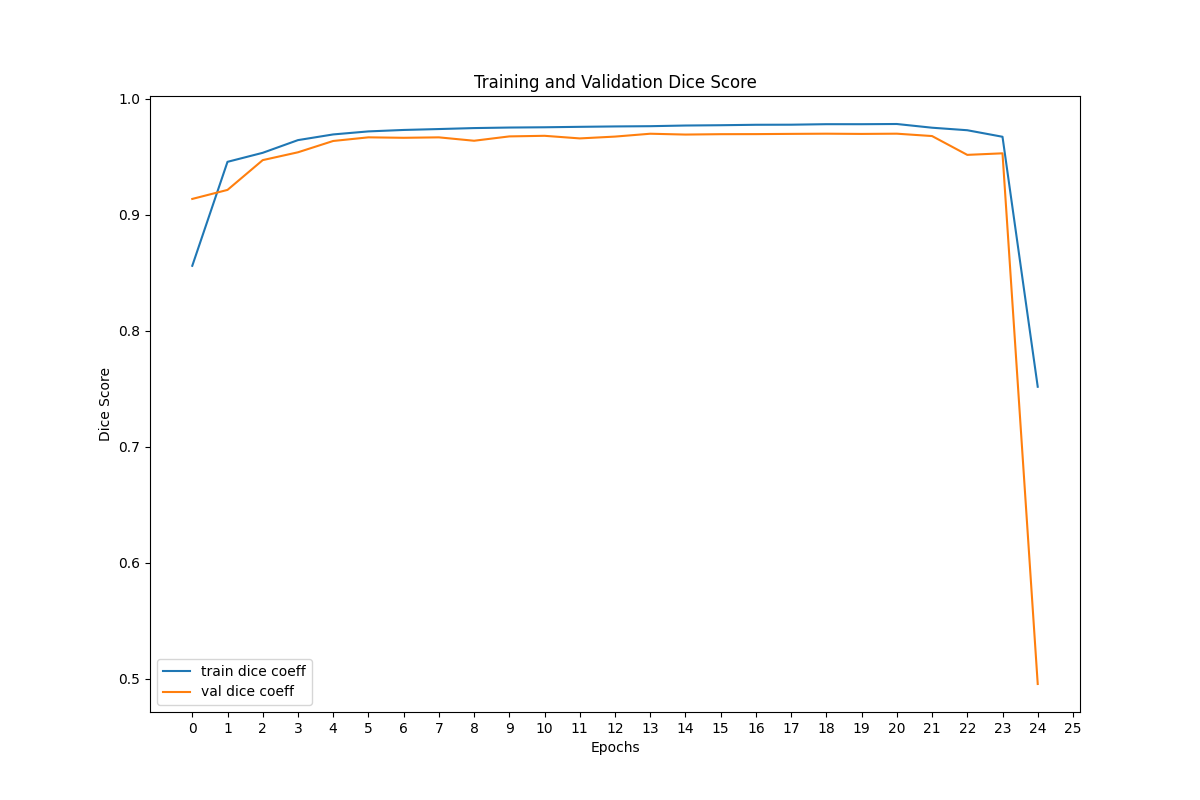 Training and Validation Dice Score
1.0
0.9
0.8
0.7
0.6
0.5
Dice Score
train dice coeff
val dice coeff
0 1 2 3 4 5 6 7 8 9 10 11 12 13 14 15 16 17 18 19 20 21 22 23 24 25
Epochs